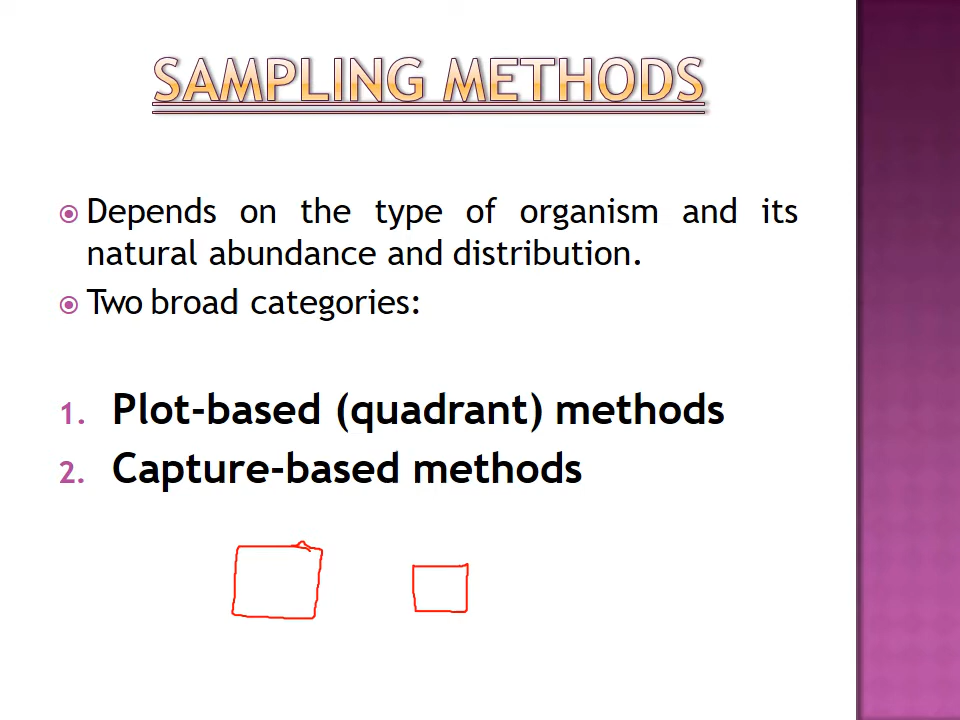 SAMPLING METHODS
Depends on the type of organism and its
natural abundance and distribution.
Two broad categories:
1. Plot-based (quadrant) methods
2. Capture-based methods